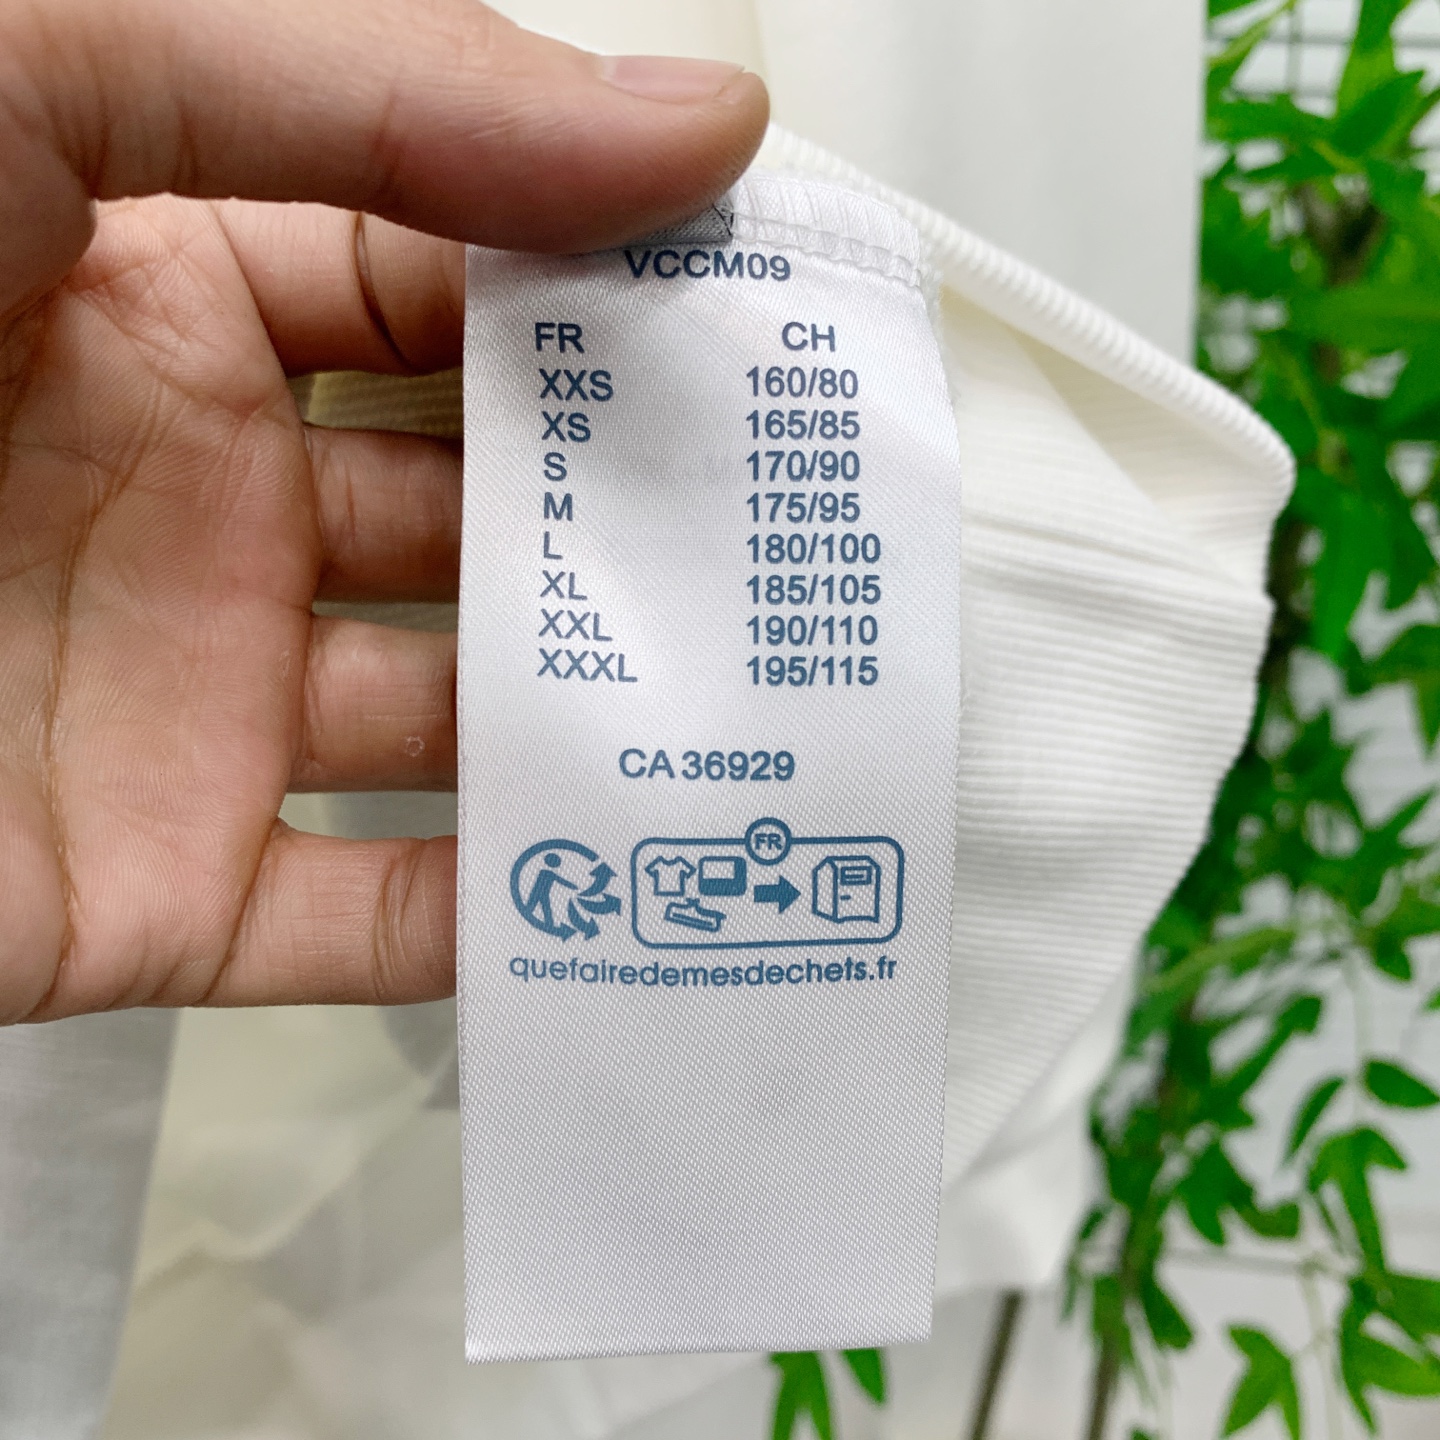 VCCM09
FR CH
XXS 160/80
XS 165/85
S 170/90
M 175/95
L 180/100
XL 185/105
XXL 190/110
XXXL 195/115
CA 36929
FR
quefairedemesdechets.fr